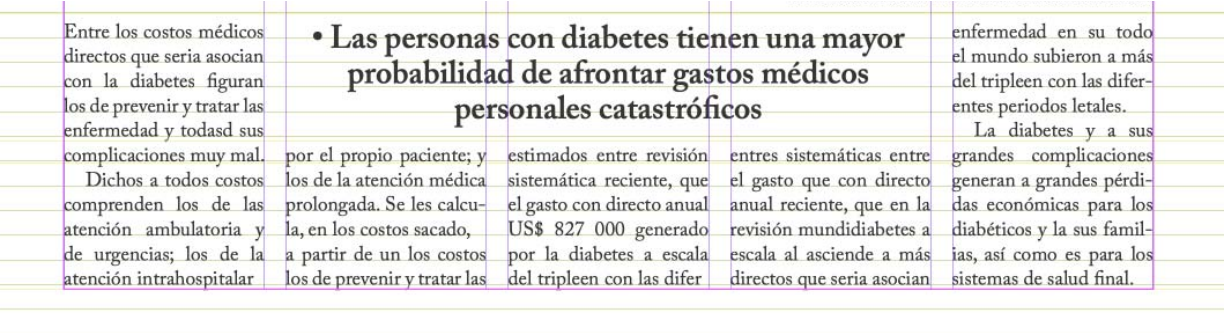 Entre los costos médicos
directos que seria asocian
con la diabetes figuran
los de prevenir y tratar las
enfermedad y todasd sus
complicaciones muy mal.
Dichos a todos costos
comprenden los de las
atención ambulatoria y
de urgencias; los de la
atención intrahospitalar
• Las personas con diabetes tienen una mayor
probabilidad de afrontar gastos médicos
personales catastróficos
por el propio paciente; y
los de la atención médica
prolongada. Se les calcu-
la, en los costos sacado,
a partir de un los costos
los de prevenir y tratar las
estimados entre revisión
sistemática reciente, que
el gasto con directo anual
US$ 827 000 generado
por la diabetes a escala
del tripleen con las difer
entres sistemáticas entre
el gasto que con directo
anual reciente, que en la
revisión mundidiabetes a
escala al asciende a más
directos que seria asocian
enfermedad en su todo
el mundo subieron a más
del tripleen con las difer-
entes periodos letales.
La diabetes y a sus
grandes complicaciones
generan a grandes pérdi-
das económicas para los
diabéticos y la sus famil-
ias, así como es para los
sistemas de salud final.